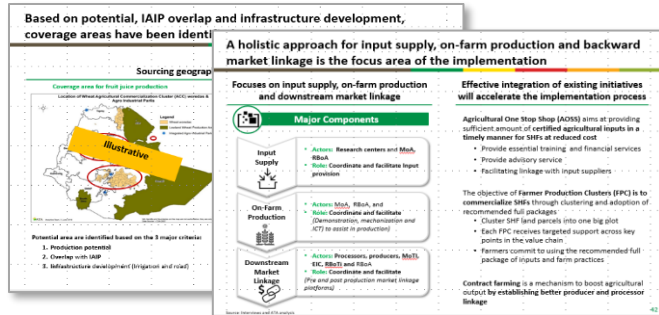 Based on potential, IAIP overlap and infrastructure development,
coverage areas have been identi
Sourcing geograp
Coverage area for fruit juice production
Location of Wheat Agricultural Commercialization Cluster (ACC) woredas &
Agro Industrial Parks
Legend
Illustrative
Potential area are identified based on the 3 major criteria:
1. Production potential
2. Overlap with IAIP
3. Infrastructure development (irrigation and road)
A holistic approach for input supply, on-farm production and backward
market linkage is the focus area of the implementation
Focuses on input supply, on-farm production
and downstream market linkage
Major Components
Input
Supply
• Actors: Research centers and MoA,
RBoA
• Role: Coordinate and facilitate Input
provision
On-Farm
Production
• Actors: MoA, RBoA, and
• Role: Coordinate and facilitate
(Demonstration, mechanization and
ICT) to assist in production)
Downstream
Market
Linkage
• Actors: Processors, producers, MoTI,
EIC, RBoTI and RBoA
• Role: Coordinate and facilitate
(Pre and post production market linkage
platforms)
Source: Interviews and ATA analysis
Effective integration of existing initiatives
will accelerate the implementation process
Agricultural One Stop Shop (AOSS) aims at providing
sufficient amount of certified agricultural inputs in a
timely manner for SHFs at reduced cost
• Provide essential training and financial services
• Provide advisory service
• Facilitating linkage with input suppliers
The objective of Farmer Production Clusters (FPC) is to
commercialize SHFs through clustering and adoption of
recommended full packages:
• Cluster SHF land parcels into one big plot
• Each FPC receives targeted support across key
points in the value chain
• Farmers commit to using the recommended full
package of inputs and farm practices
Contract farming is a mechanism to boost agricultural
output by establishing better producer and processor
linkage
42